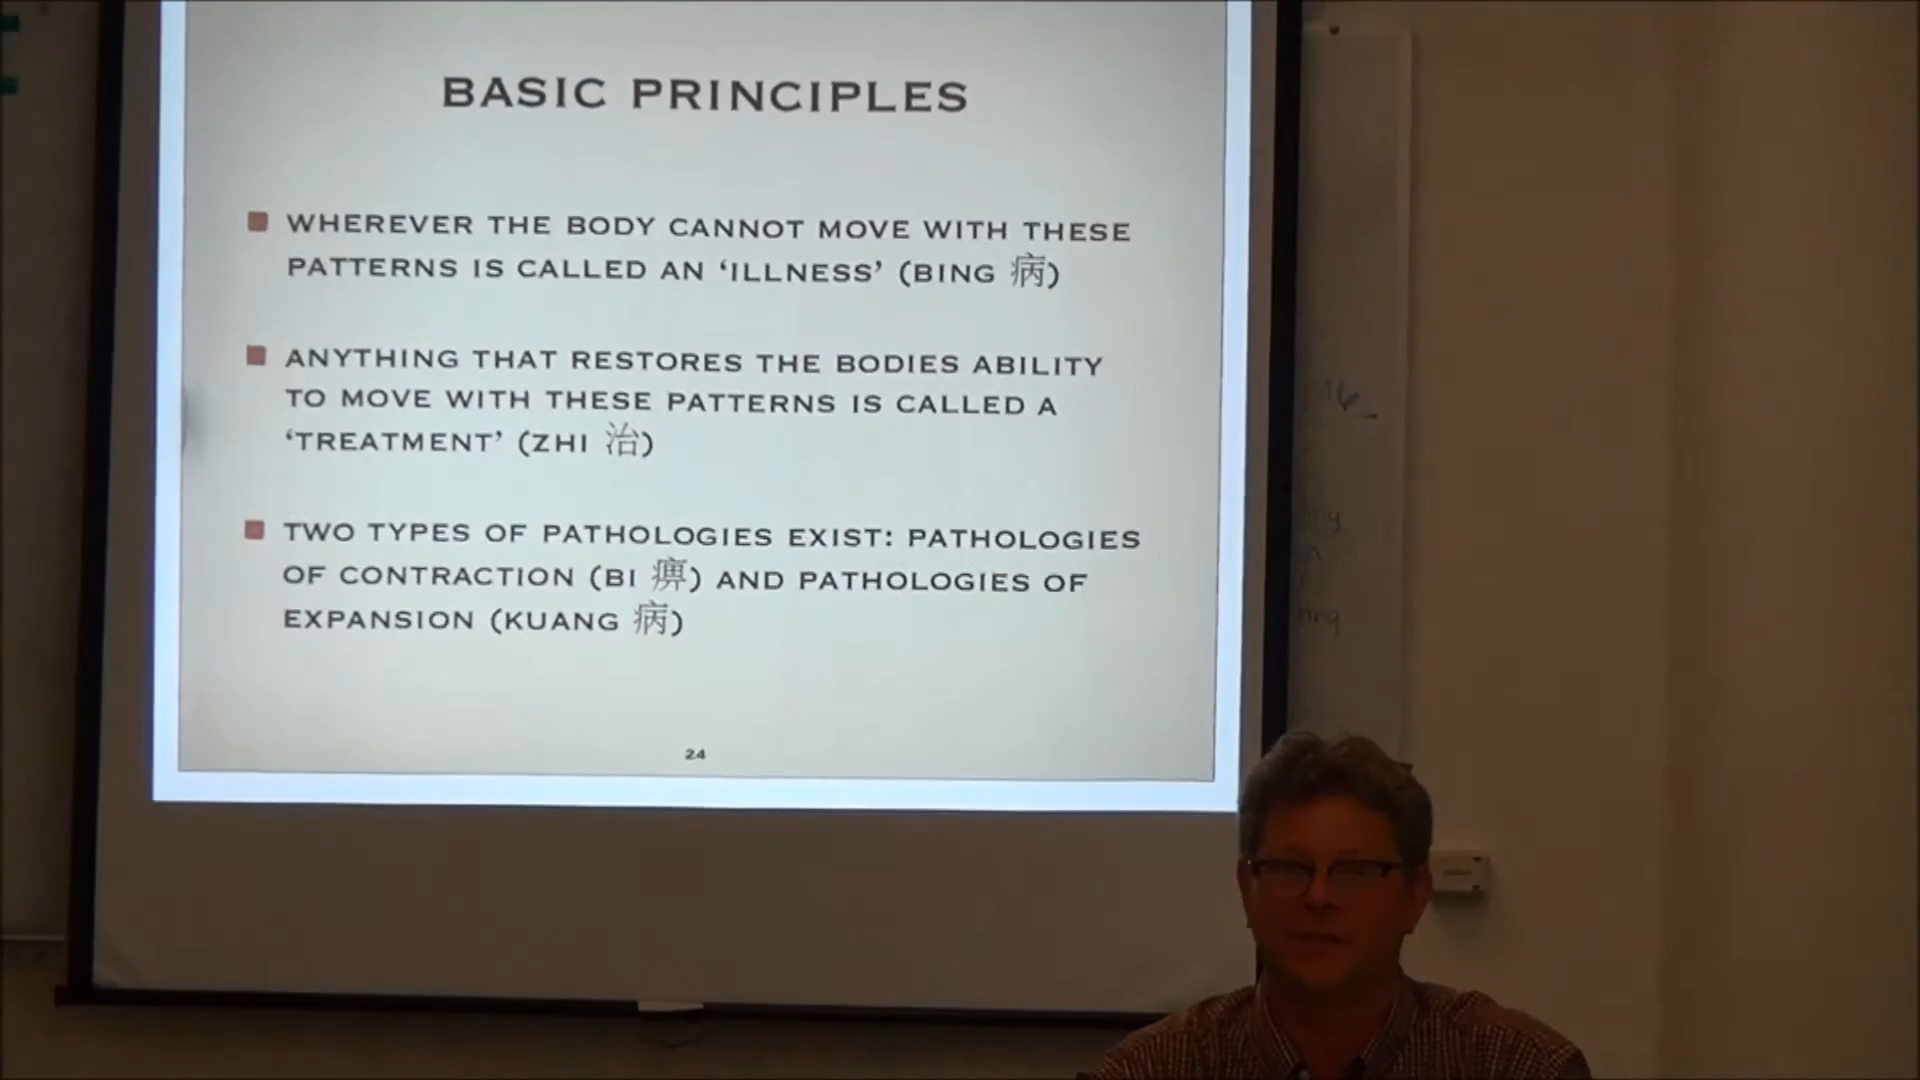 BASIC PRINCIPLES
WHEREVER THE BODY CANNOT MOVE WITH THESE
PATTERNS IS CALLED AN ‘ILLNESS’ (BING 病)
ANYTHING THAT RESTORES THE BODIES ABILITY
TO MOVE WITH THESE PATTERNS IS CALLED A
‘TREATMENT’ (ZHI 治)
TWO TYPES OF PATHOLOGIES EXIST: PATHOLOGIES
OF CONTRACTION (BI 痹) AND PATHOLOGIES OF
EXPANSION (KUANG 病)
24